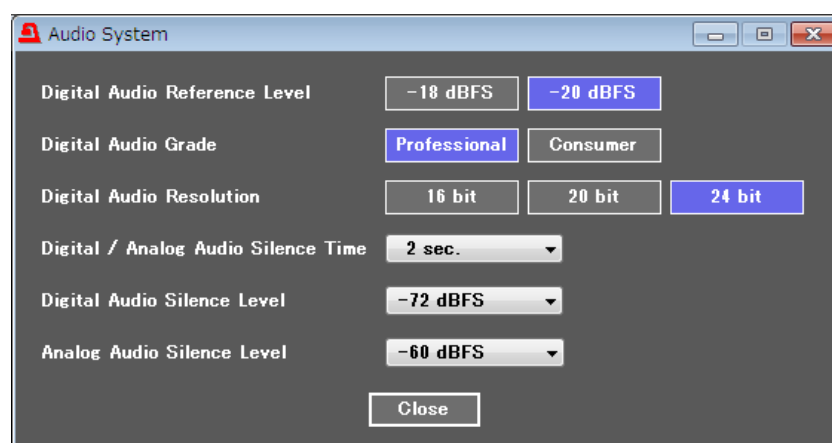 Audio System
Digital Audio Reference Level -18 dBFS -20 dBFS
Digital Audio Grade Professional Consumer
Digital Audio Resolution 16 bit 20 bit 24 bit
Digital / Analog Audio Silence Time 2 sec.
Digital Audio Silence Level -72 dBFS
Analog Audio Silence Level -60 dBFS
Close